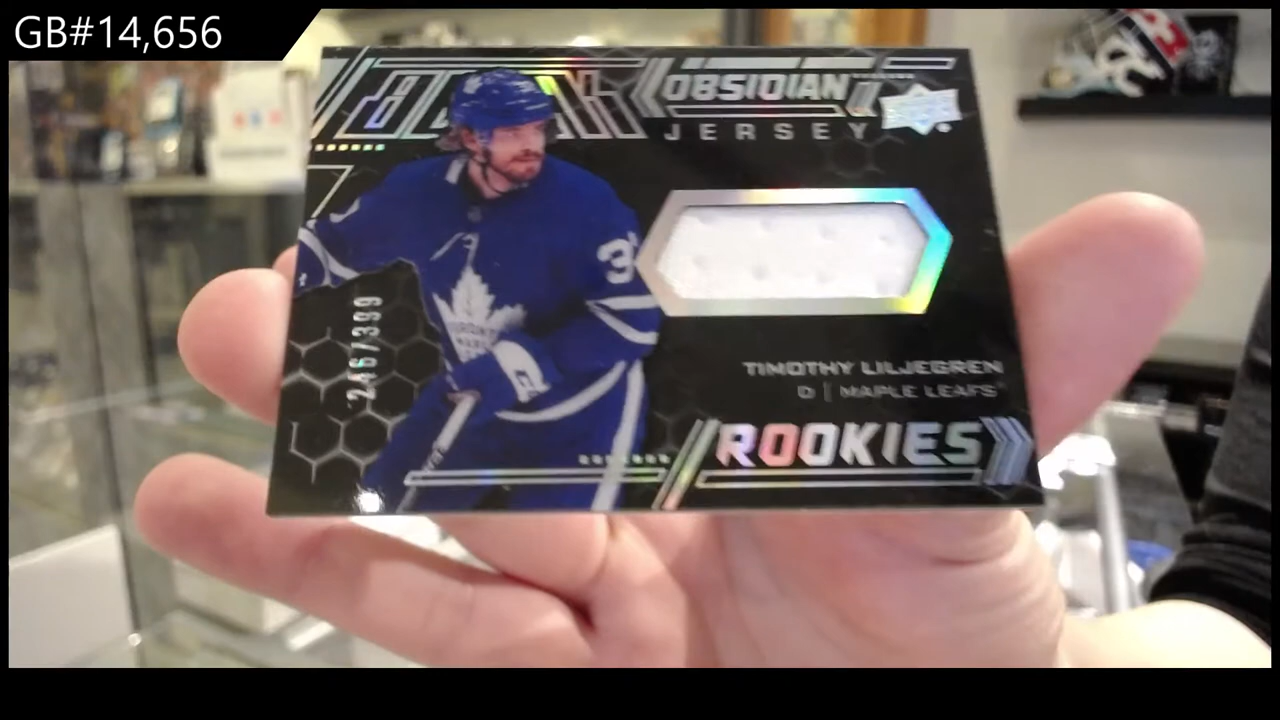 GB#14,656
OBSIDIAN
JERSEY
246/399
TIMOTHY LILJEGREN
D | MAPLE LEAFS
ROOKIES